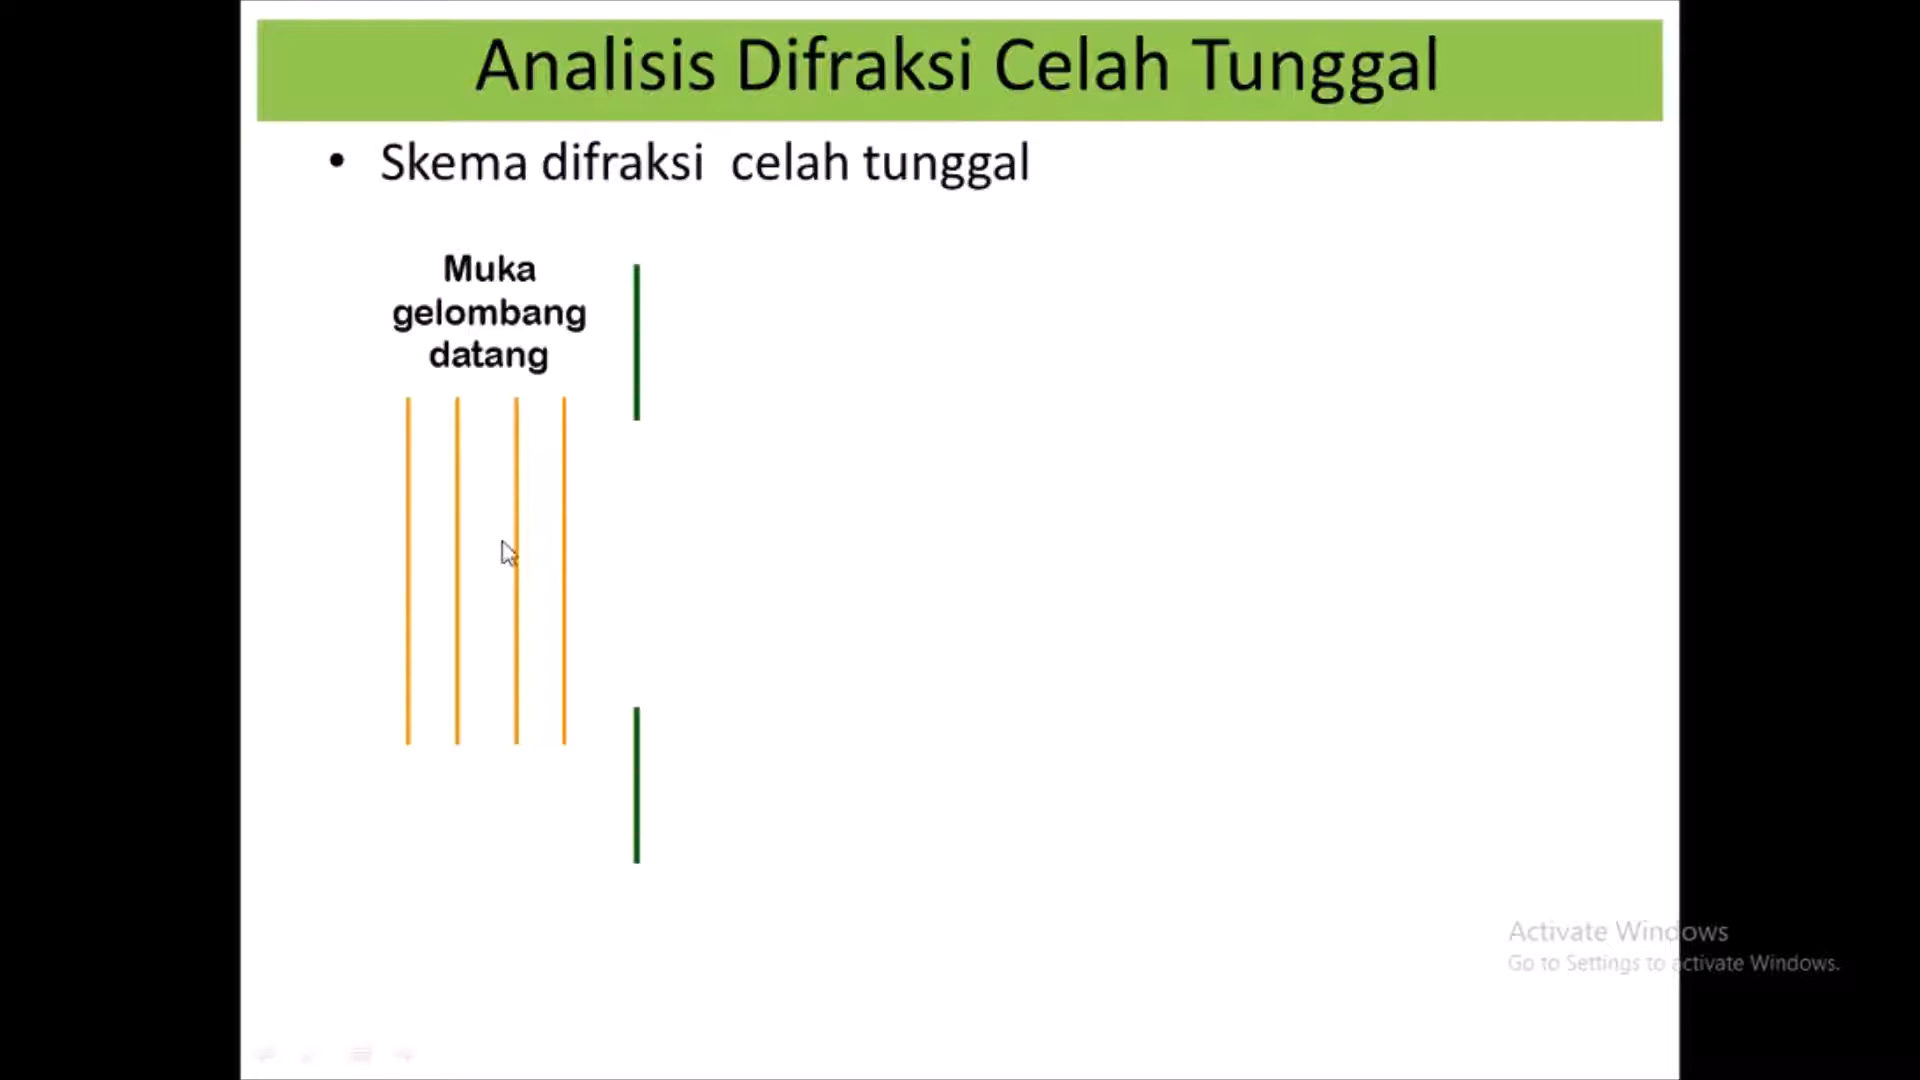 Analisis Difraksi Celah Tunggal
• Skema difraksi celah tunggal
Muka
gelombang
datang
Activate Windows
Go to Settings to activate Windows.